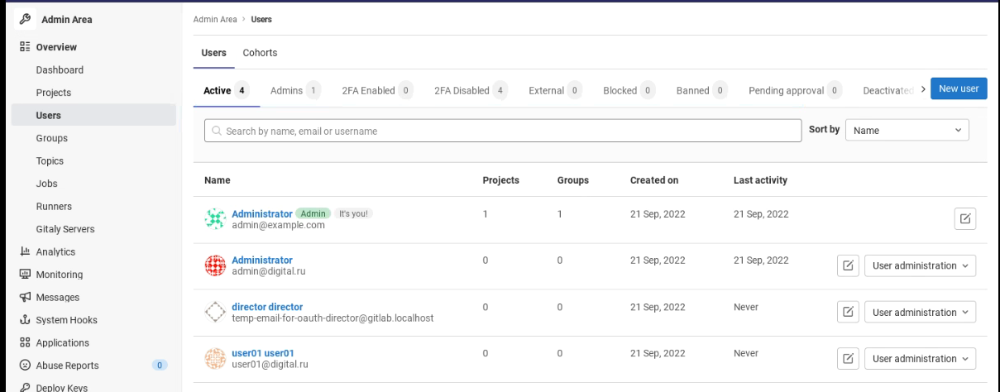 Admin Area
Overview
Dashboard
Projects
Users
Groups
Topics
Jobs
Runners
Gitaly Servers
Analytics
Monitoring
Messages
System Hooks
Applications
Abuse Reports 0
Deploy Keys
Admin Area > Users
Users Cohorts
Active 4 Admins 1 2FA Enabled 0 2FA Disabled 4 External 0 Blocked 0 Banned 0 Pending approval 0 Deactivated New user
Search by name, email or username Sort by Name
Name Projects Groups Created on Last activity
Administrator Admin It's you! 1 1 21 Sep, 2022 21 Sep, 2022
admin@example.com
Administrator 0 0 21 Sep, 2022 21 Sep, 2022 User administration
admin@digital.ru
director director 0 0 21 Sep, 2022 Never User administration
temp-email-for-oauth-director@gitlab.localhost
user01 user01 0 0 21 Sep, 2022 Never User administration
user01@digital.ru